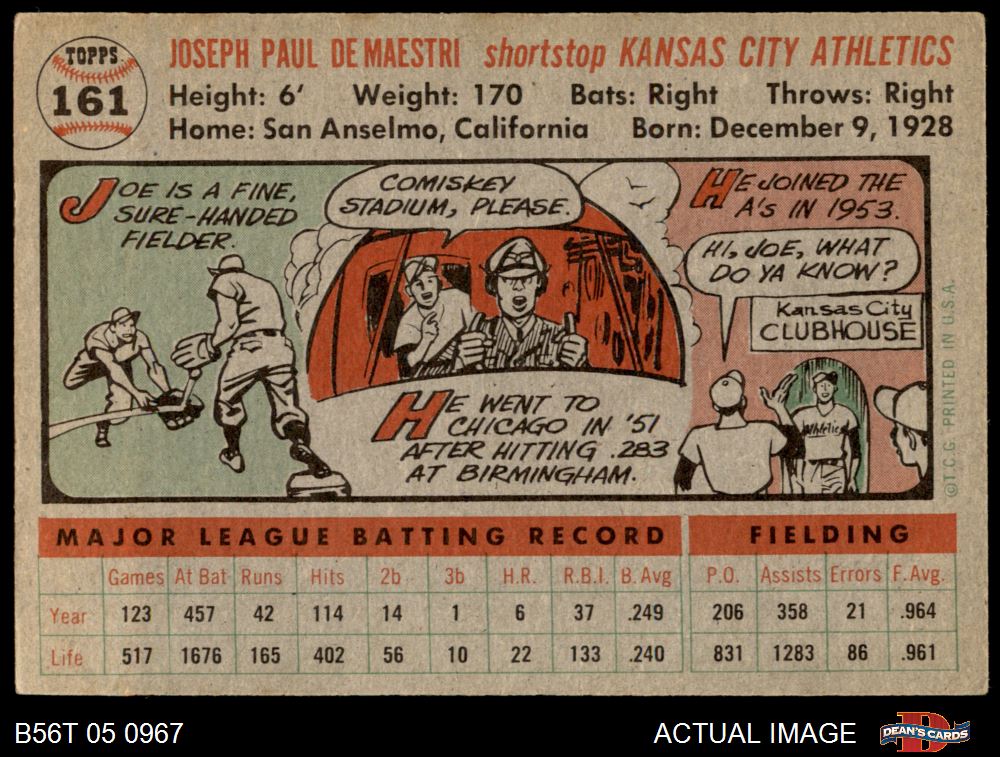 TOPPS
161
JOSEPH PAUL DE MAESTRI shortstop KANSAS CITY ATHLETICS
Height: 6' Weight: 170 Bats: Right Throws: Right
Home: San Anselmo, California Born: December 9, 1928
JOE IS A FINE,
SURE-HANDED
FIELDER.
COMISKEY
STADIUM, PLEASE.
HE WENT TO
CHICAGO IN '51
AFTER HITTING .283
AT BIRMINGHAM.
HE JOINED THE
A'S IN 1953.
HI, JOE, WHAT
DO YA KNOW?
Kansas City
CLUBHOUSE
Athletics
©T.C.G. PRINTED IN U.S.A.
MAJOR LEAGUE BATTING RECORD FIELDING
Games At Bat Runs Hits 2b 3b H.R. R.B.I. B. Avg P.O. Assists Errors F. Avg.
Year 123 457 42 114 14 1 6 37 .249 206 358 21 .964
Life 517 1676 165 402 56 10 22 133 .240 831 1283 86 .961
B56T 05 0967 ACTUAL IMAGE DEAN'S CARDS